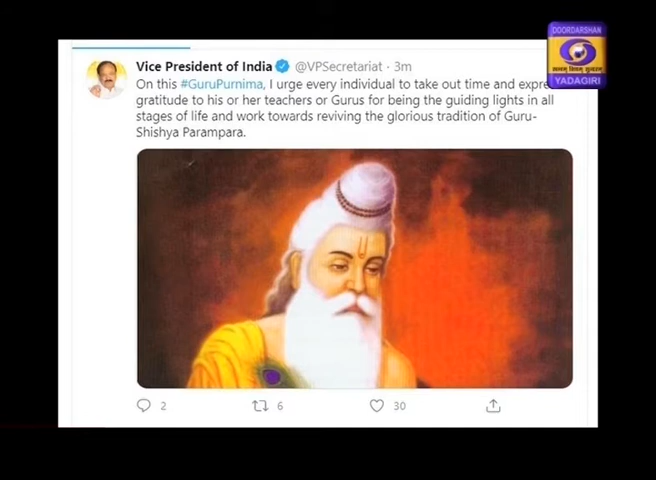 DOORDARSHAN
YADAGIRI
Vice President of India @VPSecretariat · 3m
On this #GuruPurnima, I urge every individual to take out time and expre
gratitude to his or her teachers or Gurus for being the guiding lights in all
stages of life and work towards reviving the glorious tradition of Guru-
Shishya Parampara.
2 6 30